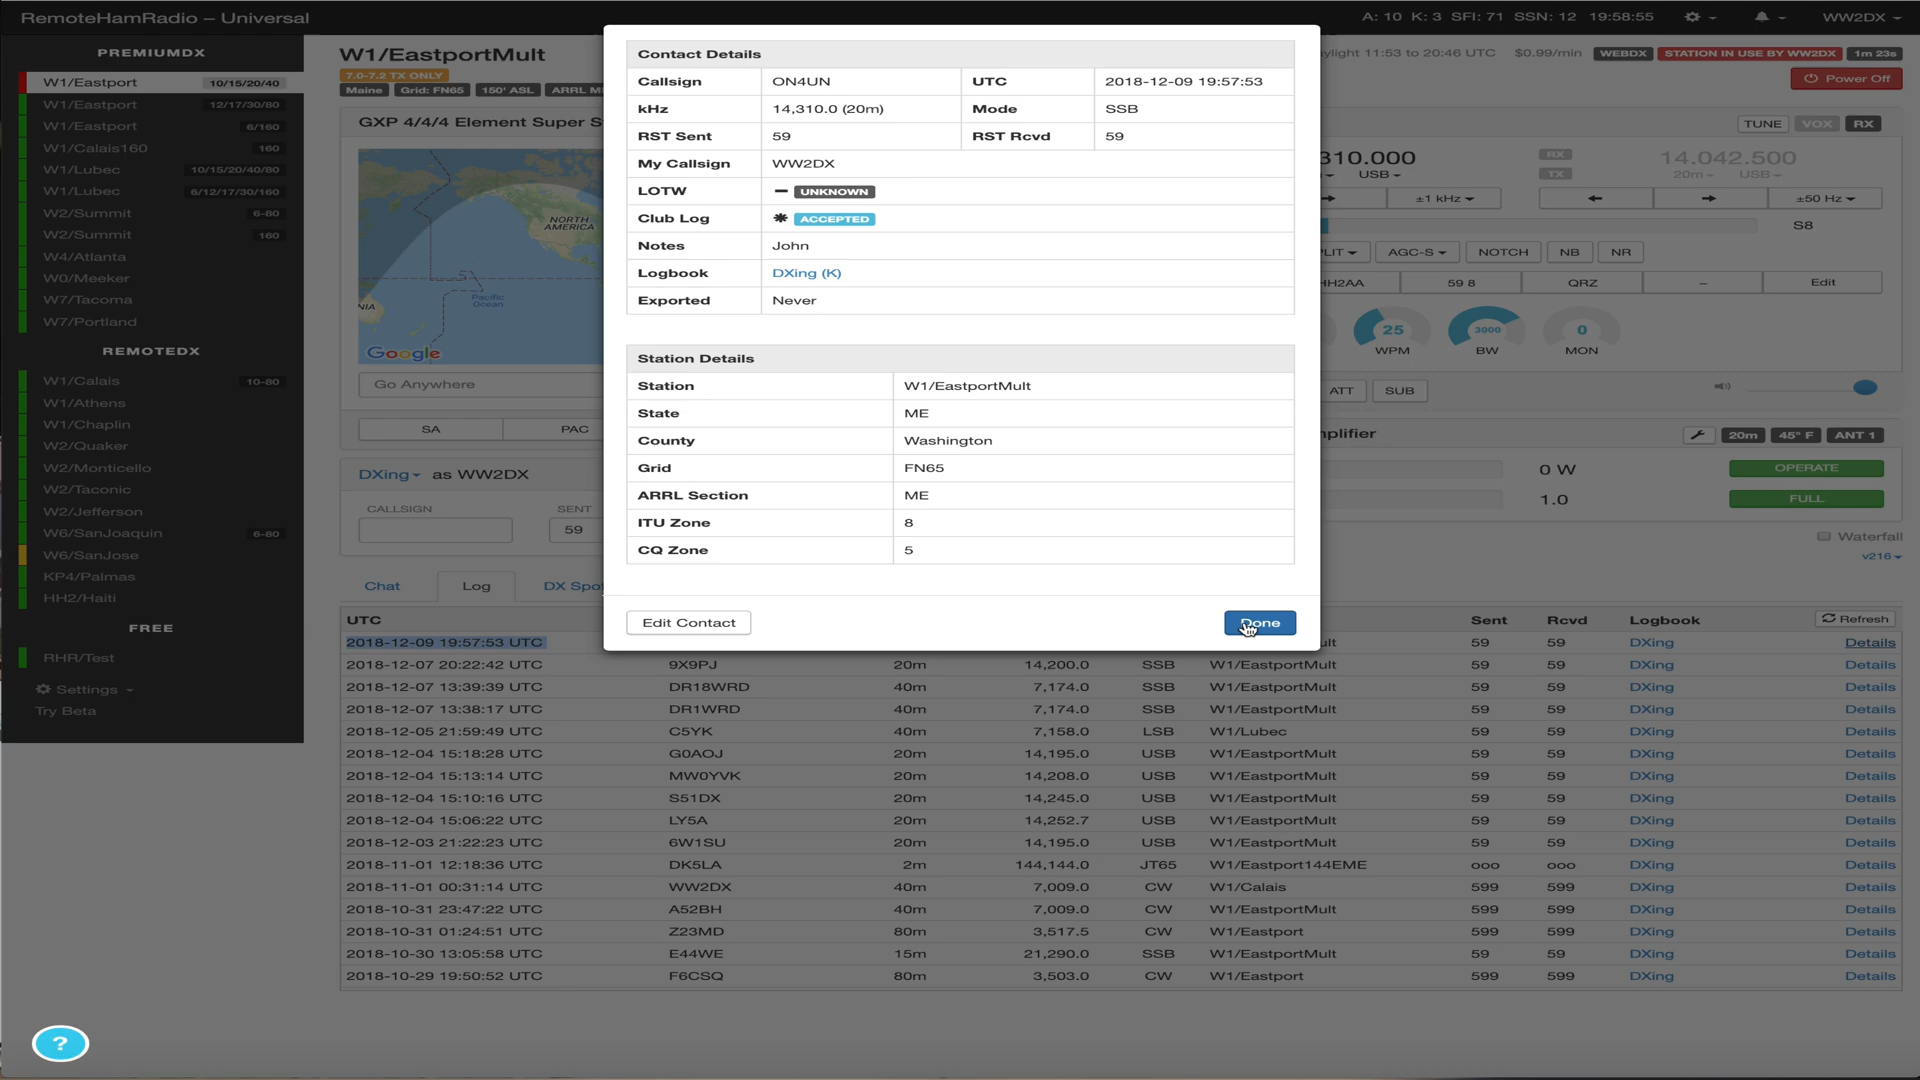 RemoteHamRadio – Universal
A: 10 K: 3 SFI: 71 SSN: 12 19:58:55
WW2DX
PREMIUMDX
W1/Eastport 10/15/20/40
W1/Eastport 12/17/30/80
W1/Eastport 6/160
W1/Calais160 160
W1/Lubec 10/15/20/40/80
W1/Lubec 6/12/17/30/160
W2/Summit 6-80
W2/Summit 160
W4/Atlanta
W0/Meeker
W7/Tacoma
W7/Portland
REMOTEDX
W1/Calais 10-80
W1/Athens
W1/Chaplin
W2/Quaker
W2/Monticello
W2/Taconic
W2/Jefferson
W6/SanJoaquin 6-80
W6/SanJose
KP4/Palmas
HH2/Haiti
FREE
RHR/Test
Settings
Try Beta
W1/EastportMult
7.0-7.2 TX ONLY
Maine Grid: FN65 150' ASL ARRL M
GXP 4/4/4 Element Super S
NORTH
AMERICA
Pacific
Ocean
NIA
Google
Go Anywhere
SA PAC
DXing as WW2DX
CALLSIGN SENT
59
Chat Log DX Spo
Contact Details
Callsign ON4UN UTC 2018-12-09 19:57:53
kHz 14,310.0 (20m) Mode SSB
RST Sent 59 RST Rcvd 59
My Callsign WW2DX
LOTW UNKNOWN
Club Log ACCEPTED
Notes John
Logbook DXing (K)
Exported Never
Station Details
Station W1/EastportMult
State ME
County Washington
Grid FN65
ARRL Section ME
ITU Zone 8
CQ Zone 5
Edit Contact Done
ylight 11:53 to 20:46 UTC $0.99/min WEBDX STATION IN USE BY WW2DX 1m 23s
Power Off
TUNE VOX RX
310.000 RX 14.042.500
USB TX 20m USB
±1 kHz ±50 Hz
S8
LIT AGC-S NOTCH NB NR
HH2AA 59 8 QRZ – Edit
25 3000 0
WPM BW MON
ATT SUB
mplifier 20m 45° F ANT 1
0 W OPERATE
1.0 FULL
Waterfall
v216
UTC Sent Rcvd Logbook Refresh
2018-12-09 19:57:53 UTC ult 59 59 DXing Details
2018-12-07 20:22:42 UTC 9X9PJ 20m 14,200.0 SSB W1/EastportMult 59 59 DXing Details
2018-12-07 13:39:39 UTC DR18WRD 40m 7,174.0 SSB W1/EastportMult 59 59 DXing Details
2018-12-07 13:38:17 UTC DR1WRD 40m 7,174.0 SSB W1/EastportMult 59 59 DXing Details
2018-12-05 21:59:49 UTC C5YK 40m 7,158.0 LSB W1/Lubec 59 59 DXing Details
2018-12-04 15:18:28 UTC G0AOJ 20m 14,195.0 USB W1/EastportMult 59 59 DXing Details
2018-12-04 15:13:14 UTC MW0YVK 20m 14,208.0 USB W1/EastportMult 59 59 DXing Details
2018-12-04 15:10:16 UTC S51DX 20m 14,245.0 USB W1/EastportMult 59 59 DXing Details
2018-12-04 15:06:22 UTC LY5A 20m 14,252.7 USB W1/EastportMult 59 59 DXing Details
2018-12-03 21:22:23 UTC 6W1SU 20m 14,195.0 USB W1/EastportMult 59 59 DXing Details
2018-11-01 12:18:36 UTC DK5LA 2m 144,144.0 JT65 W1/Eastport144EME ooo ooo DXing Details
2018-11-01 00:31:14 UTC WW2DX 40m 7,009.0 CW W1/Calais 599 599 DXing Details
2018-10-31 23:47:22 UTC A52BH 40m 7,009.0 CW W1/EastportMult 599 599 DXing Details
2018-10-31 01:24:51 UTC Z23MD 80m 3,517.5 CW W1/Eastport 599 599 DXing Details
2018-10-30 13:05:58 UTC E44WE 15m 21,290.0 SSB W1/EastportMult 59 59 DXing Details
2018-10-29 19:50:52 UTC F6CSQ 80m 3,503.0 CW W1/Eastport 599 599 DXing Details
?